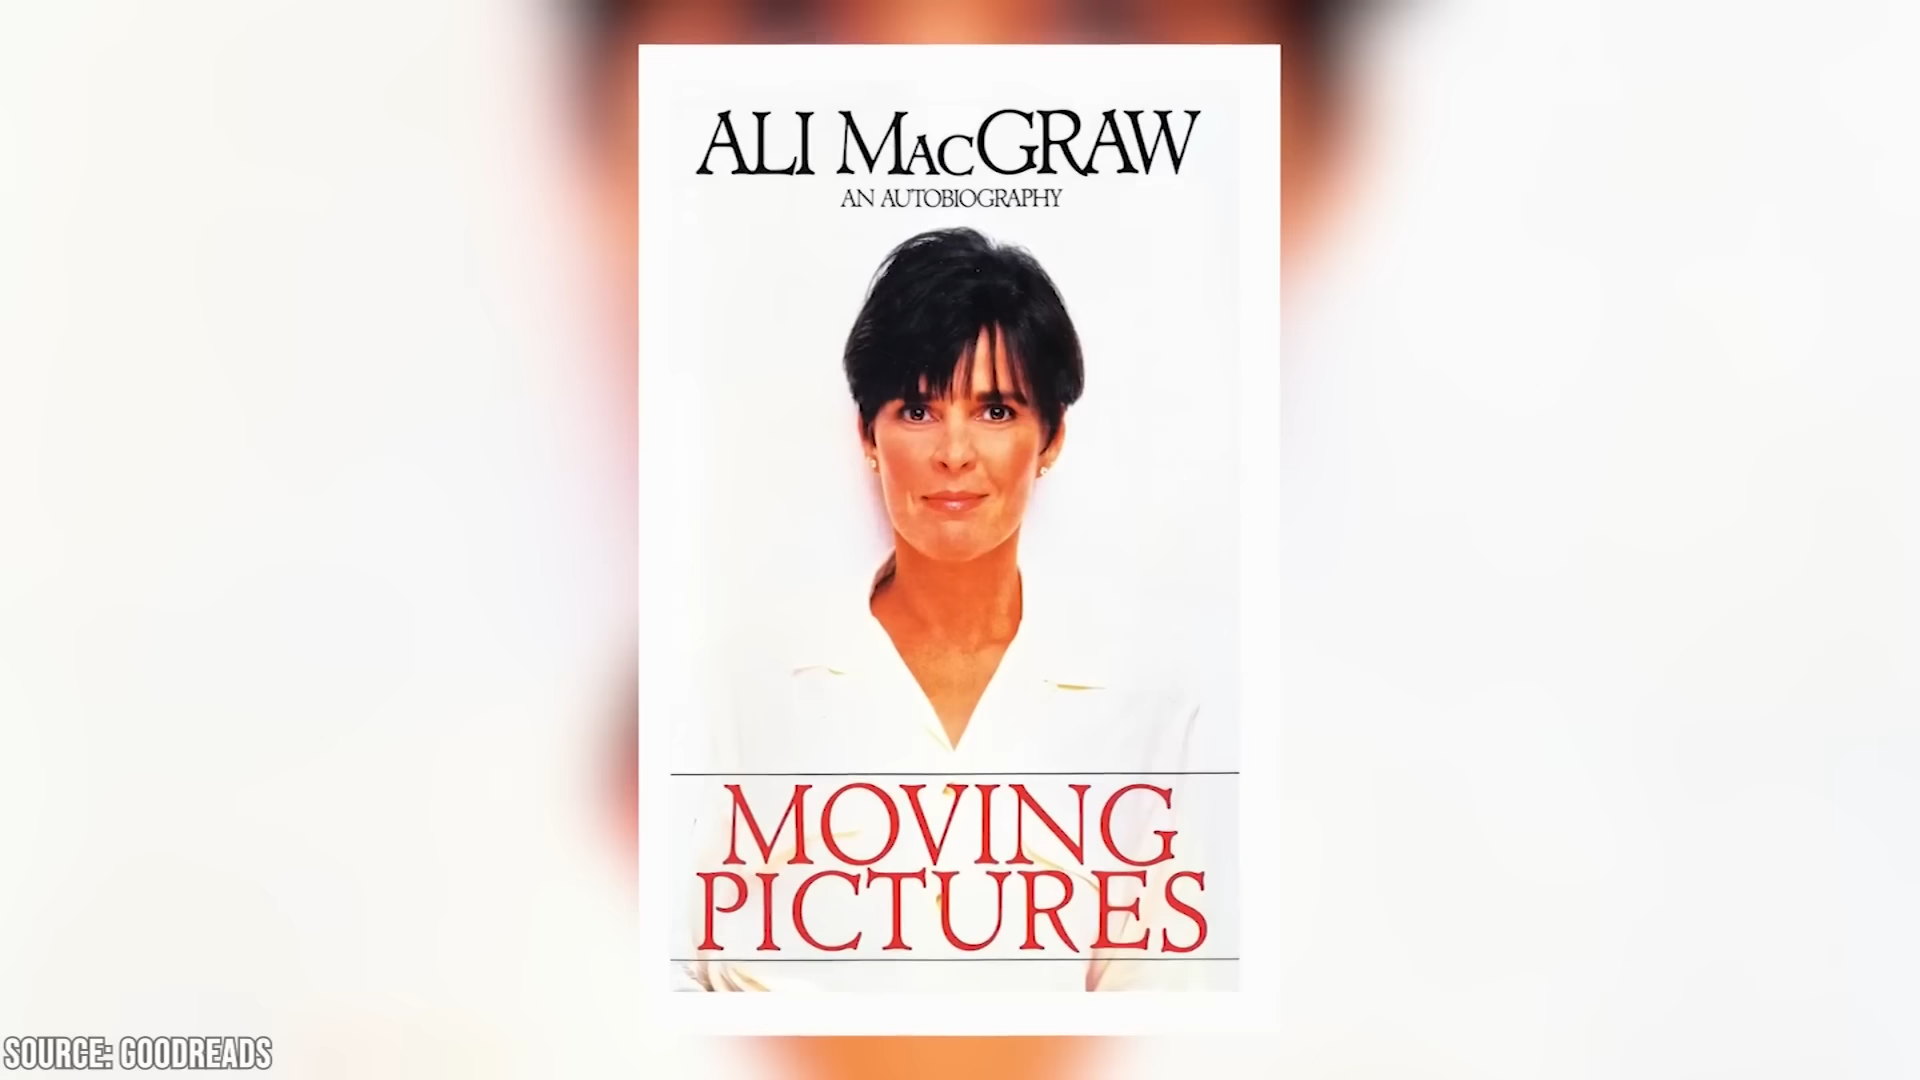 ALI MACGRAW
AN AUTOBIOGRAPHY
MOVING
PICTURES
SOURCE: GOODREADS